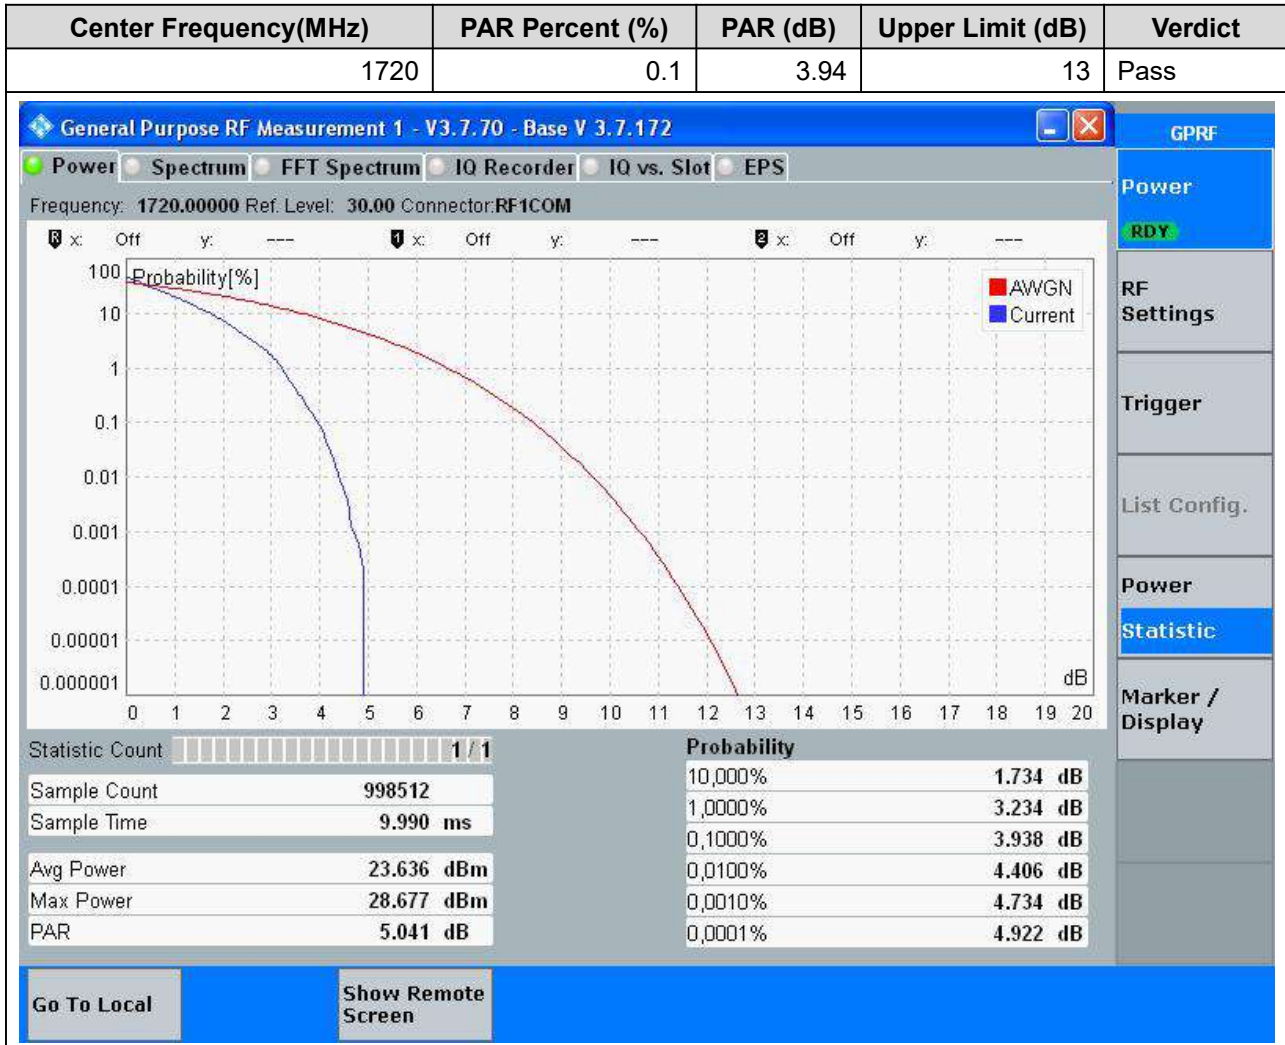 Center Frequency(MHz) PAR Percent (%) PAR (dB) Upper Limit (dB) Verdict
1720 0.1 3.94 13 Pass
General Purpose RF Measurement 1 - V3.7.70 - Base V 3.7.172
GPRF
Power Spectrum FFT Spectrum IQ Recorder IQ vs. Slot EPS
Frequency: 1720.00000 Ref. Level: 30.00 Connector:RF1COM
R x: Off y: --- 1 x: Off y: --- 2 x: Off y: ---
Probability[%]
AWGN
Current
100
10
1
0.1
0.01
0.001
0.0001
0.00001
0.000001
dB
0 1 2 3 4 5 6 7 8 9 10 11 12 13 14 15 16 17 18 19 20
Statistic Count 1 / 1
Sample Count 998512
Sample Time 9.990 ms
Avg Power 23.636 dBm
Max Power 28.677 dBm
PAR 5.041 dB
Probability
10,000% 1.734 dB
1,0000% 3.234 dB
0,1000% 3.938 dB
0,0100% 4.406 dB
0,0010% 4.734 dB
0,0001% 4.922 dB
Power
RDY
RF
Settings
Trigger
List Config.
Power
Statistic
Marker /
Display
Go To Local
Show Remote
Screen